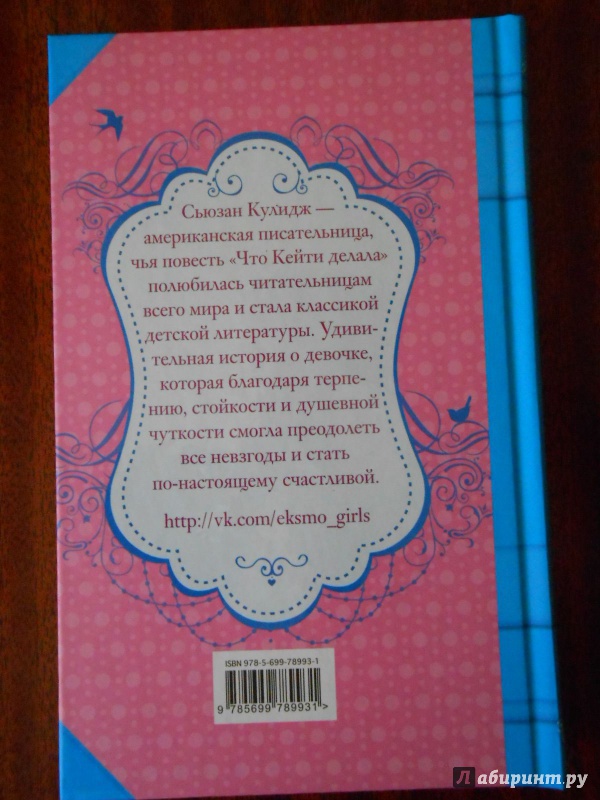 Сьюзан Кулидж —
американская писательница,
чья повесть «Что Кейти делала»
полюбилась читательницам
всего мира и стала классикой
детской литературы. Удиви-
тельная история о девочке,
которая благодаря терпе-
нию, стойкости и душевной
чуткости смогла преодолеть
все невзгоды и стать
по-настоящему счастливой.
http://vk.com/eksmo_girls
ISBN 978-5-699-78993-1
9 785699 789931 >
Лабиринт.ру